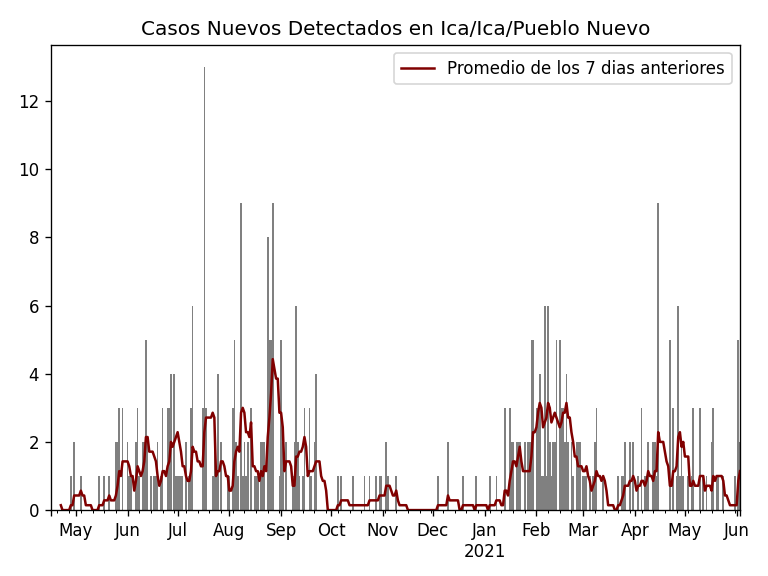 Casos Nuevos Detectados en Ica/Ica/Pueblo Nuevo
Promedio de los 7 dias anteriores
12
10
8
6
4
2
0
May Jun Jul Aug Sep Oct Nov Dec Jan Feb Mar Apr May Jun
2021